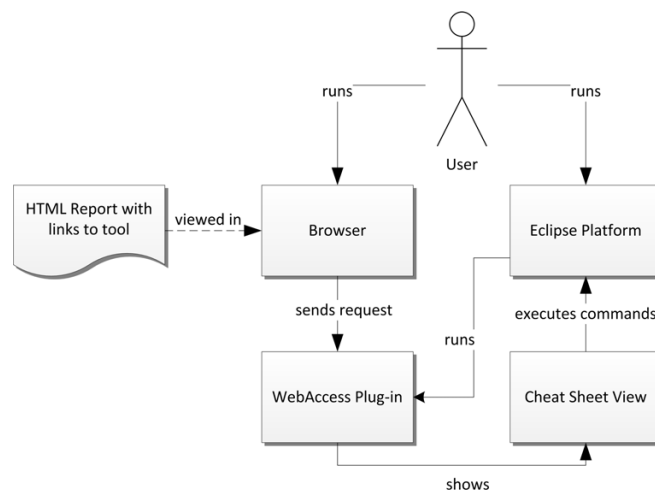 runs
runs
User
HTML Report with
links to tool
viewed in
Browser
Eclipse Platform
sends request
executes commands
runs
WebAccess Plug-in
Cheat Sheet View
shows